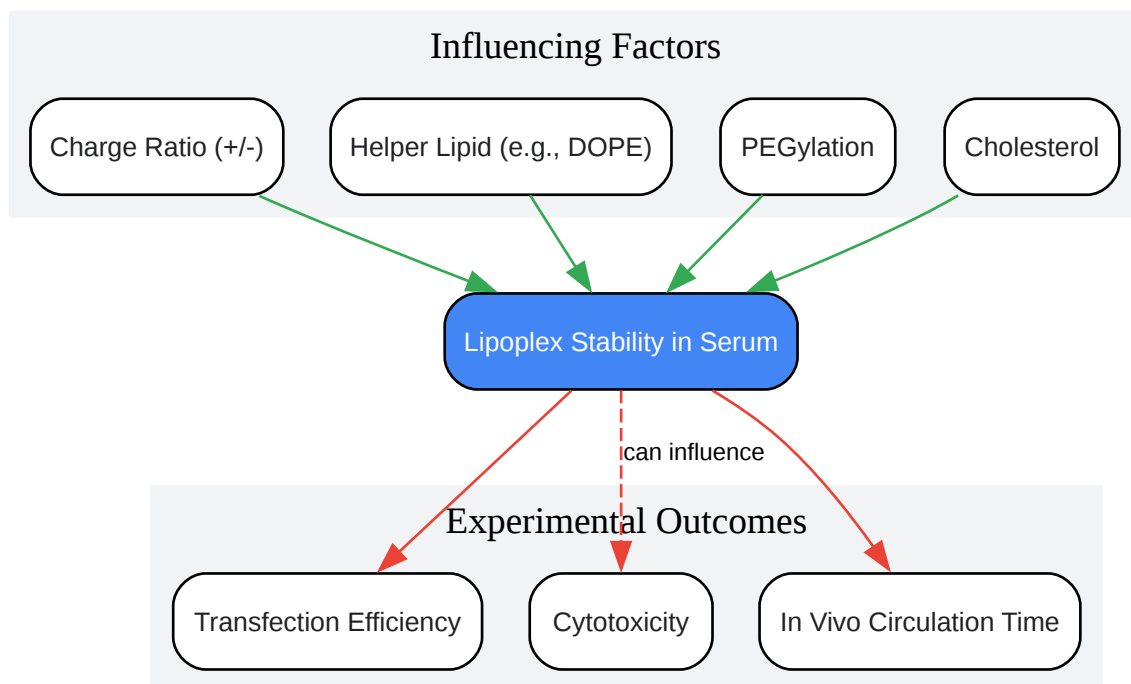 Influencing Factors
Charge Ratio (+/-)
Helper Lipid (e.g., DOPE)
PEGylation
Cholesterol
Lipoplex Stability in Serum
can influence
Experimental Outcomes
Transfection Efficiency
Cytotoxicity
In Vivo Circulation Time